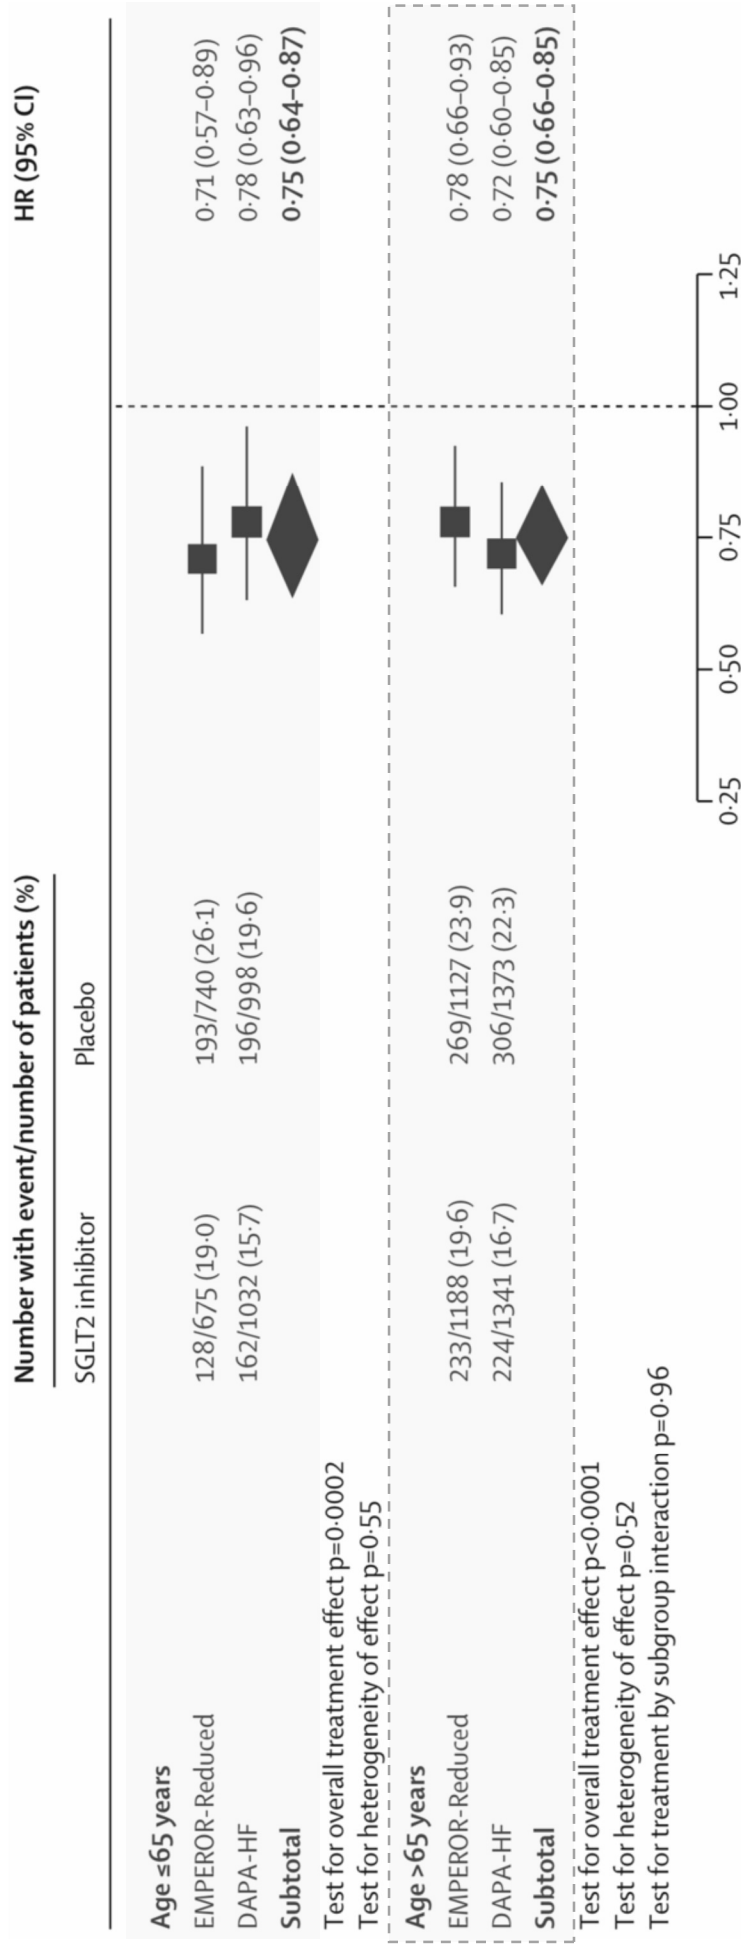 Number with event/number of patients (%) HR (95% CI)
SGLT2 inhibitor Placebo
Age ≤65 years
EMPEROR-Reduced 128/675 (19·0) 193/740 (26·1) 0·71 (0·57–0·89)
DAPA-HF 162/1032 (15·7) 196/998 (19·6) 0·78 (0·63–0·96)
Subtotal 0·75 (0·64–0·87)
Test for overall treatment effect p=0·0002
Test for heterogeneity of effect p=0·55
Age >65 years
EMPEROR-Reduced 233/1188 (19·6) 269/1127 (23·9) 0·78 (0·66–0·93)
DAPA-HF 224/1341 (16·7) 306/1373 (22·3) 0·72 (0·60–0·85)
Subtotal 0·75 (0·66–0·85)
Test for overall treatment effect p<0·0001
Test for heterogeneity of effect p=0·52
Test for treatment by subgroup interaction p=0·96
0·25 0·50 0·75 1·00 1·25